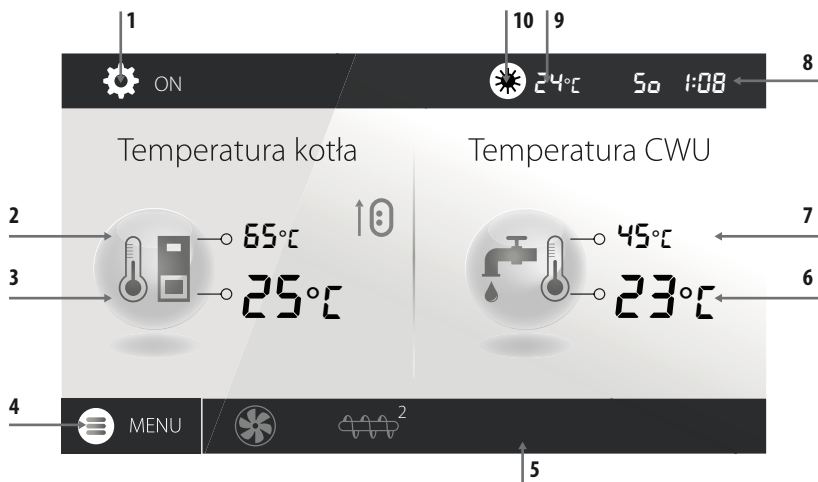 1 10 9
ON 24°C So 1:08 8
Temperatura kotła Temperatura CWU
2 65°C 45°C 7
3 25°C 23°C 6
4 MENU 2
5